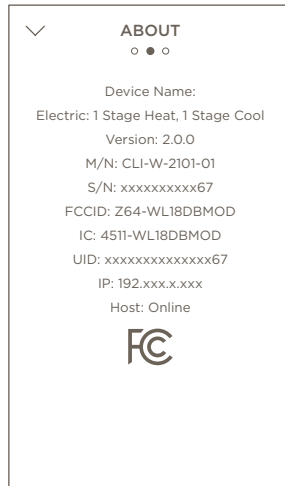 ABOUT
Device Name:
Electric: 1 Stage Heat, 1 Stage Cool
Version: 2.0.0
M/N: CLI-W-2101-01
S/N: xxxxxxxxxx67
FCCID: Z64-WL18DBMOD
IC: 4511-WL18DBMOD
UID: xxxxxxxxxxxxxx67
IP: 192.xxx.x.xxx
Host: Online
FC